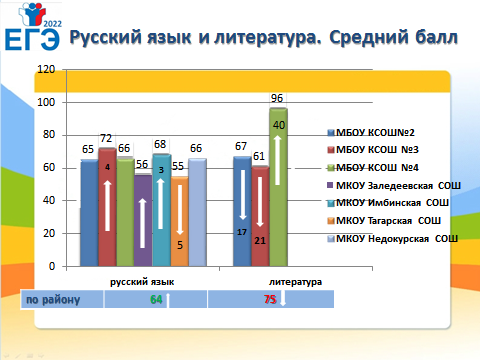 2022
ЕГЭ
Русский язык и литература. Средний балл
120
100
80
60
40
20
0
65
72
66
56
68
55
66
4
3
5
67
61
96
17
21
40
русский язык
литература
МБОУ КСОШ№2
МБОУ КСОШ №3
МБОУ КСОШ №4
МКОУ Заледеевская СОШ
МКОУ Имбинская СОШ
МКОУ Тагарская СОШ
МКОУ Недокурская СОШ
по району 64 75